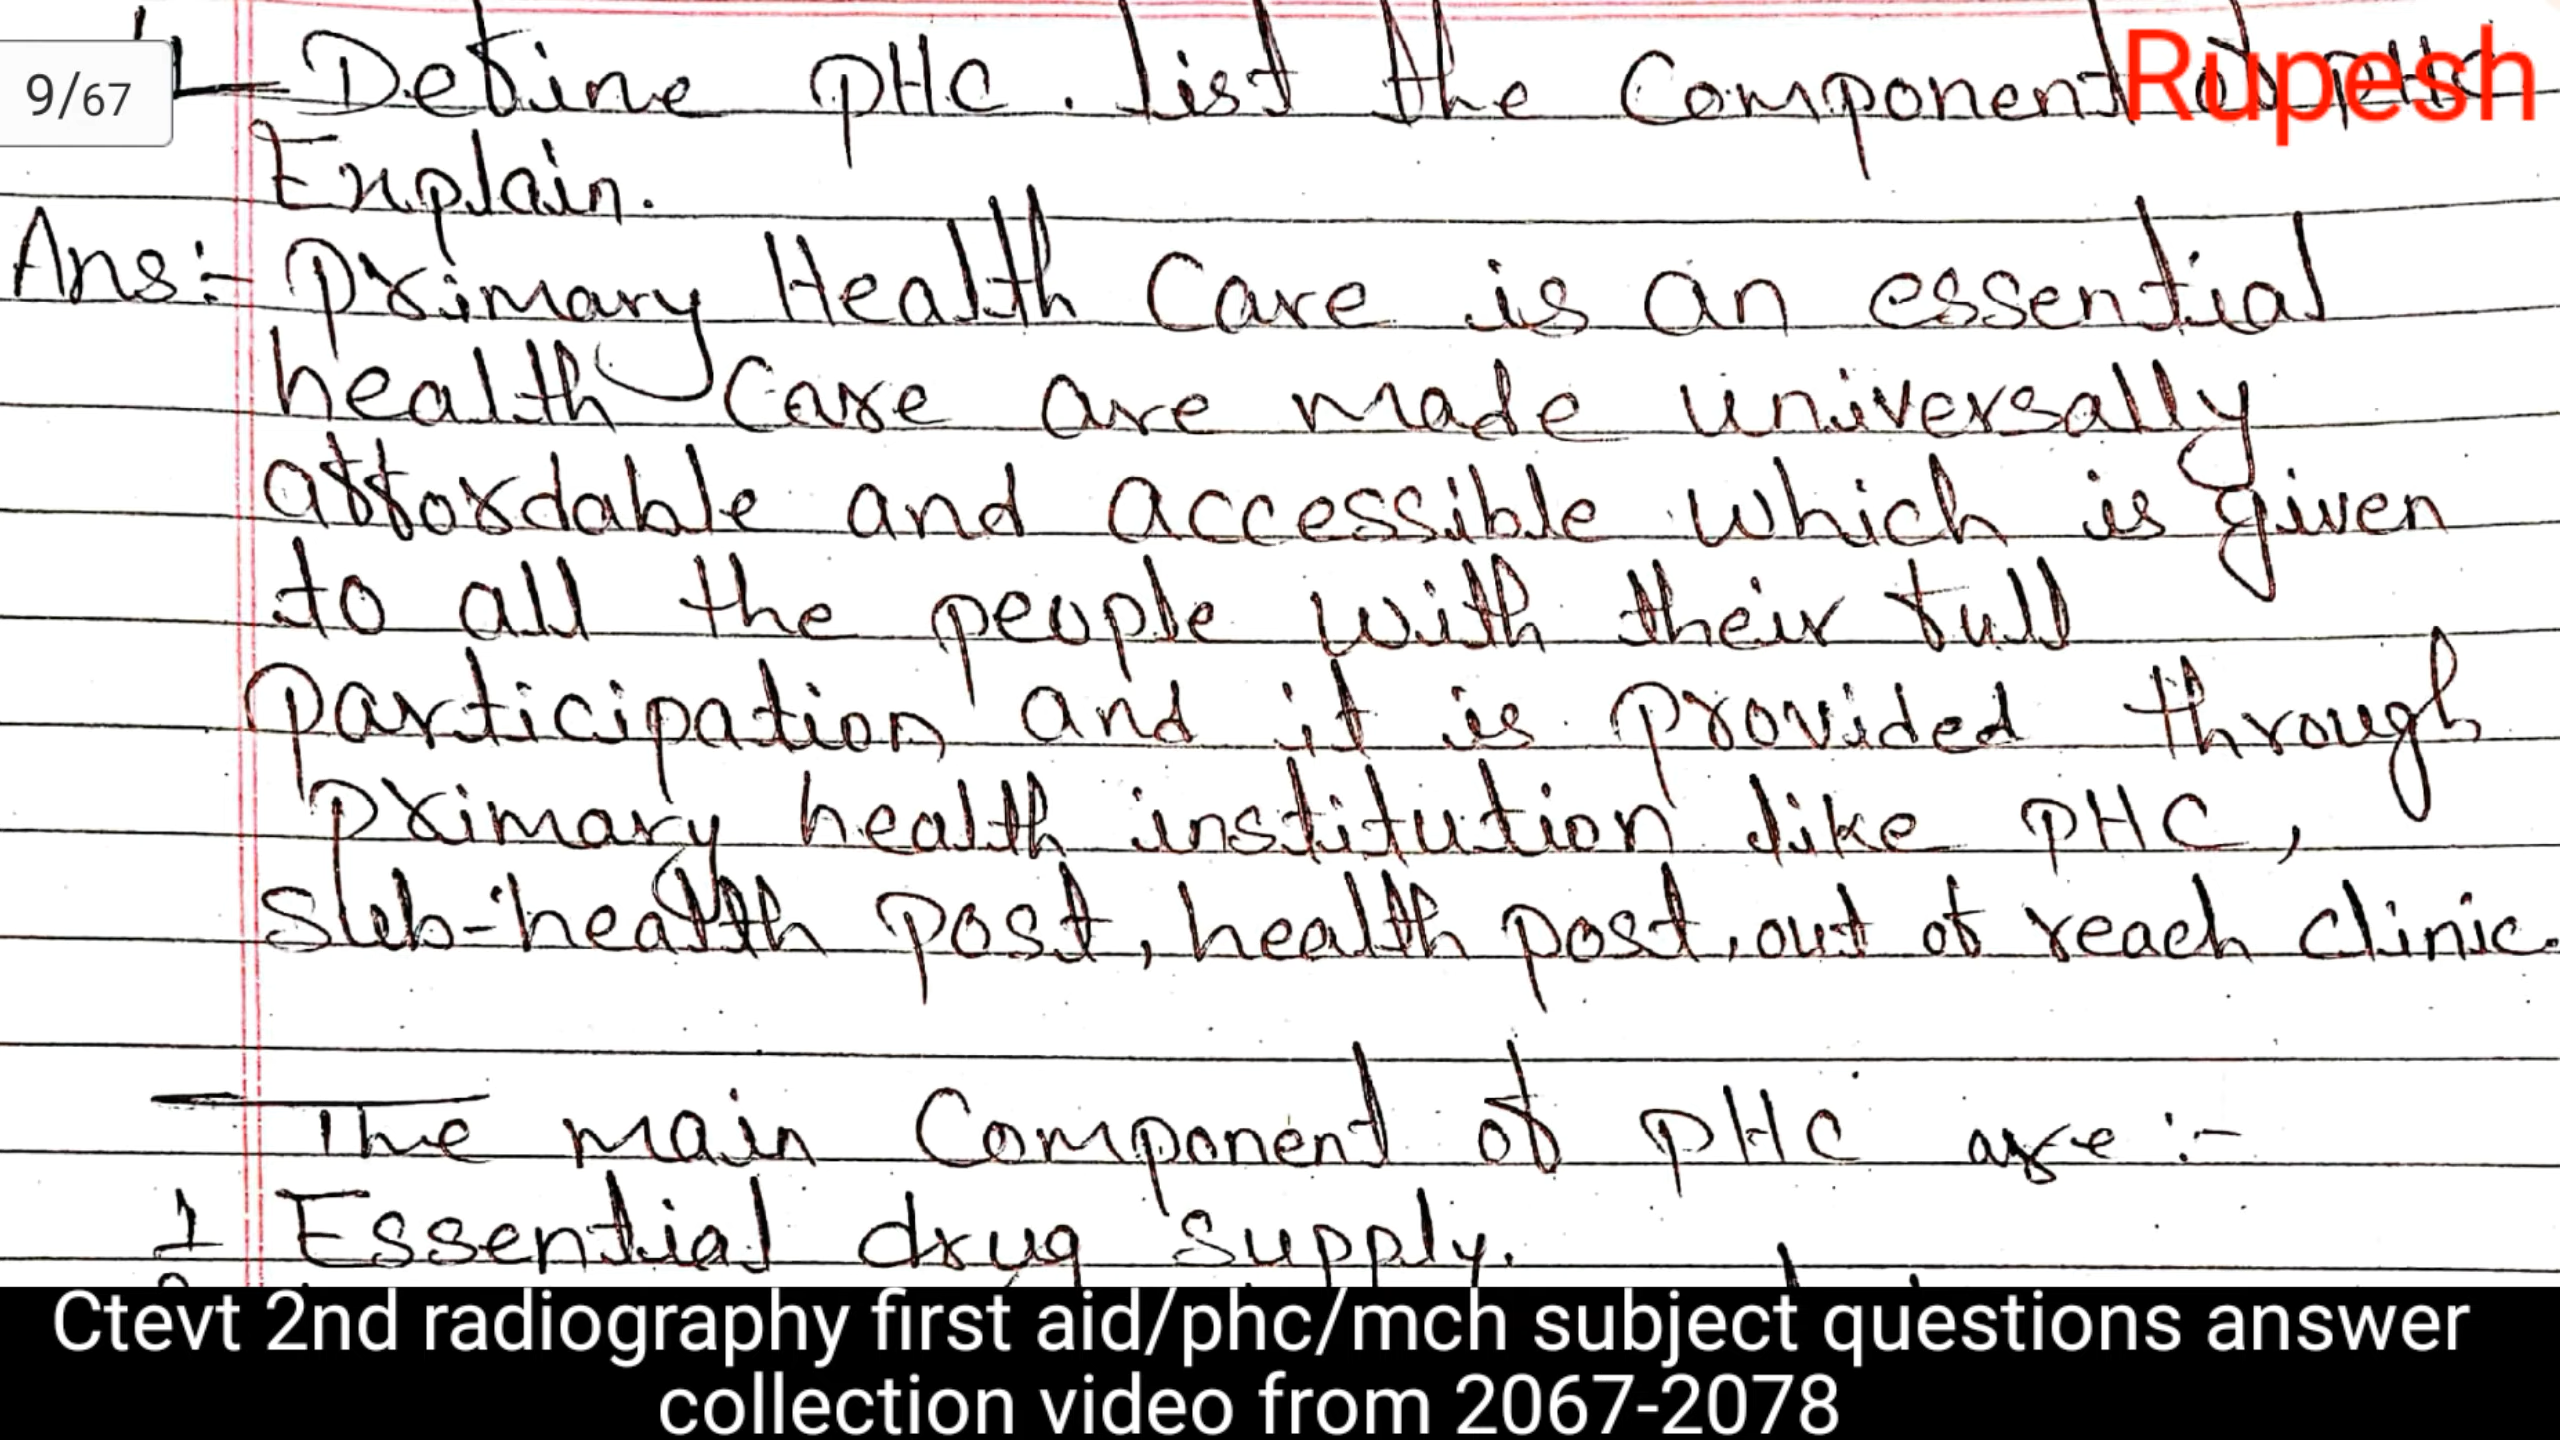 9/67
1 Define PHC. List the Component of PHC
Rupesh
Explain.
Ans:- Primary Health Care is an essential
health care are made universally
affordable and accessible which is given
to all the people with their full
participation and it is provided through
primary health institution like PHC,
sub-health post, health post, out of reach clinic.
The main Component of PHC are :-
1 Essential drug supply.
Ctevt 2nd radiography first aid/phc/mch subject questions answer
collection video from 2067-2078